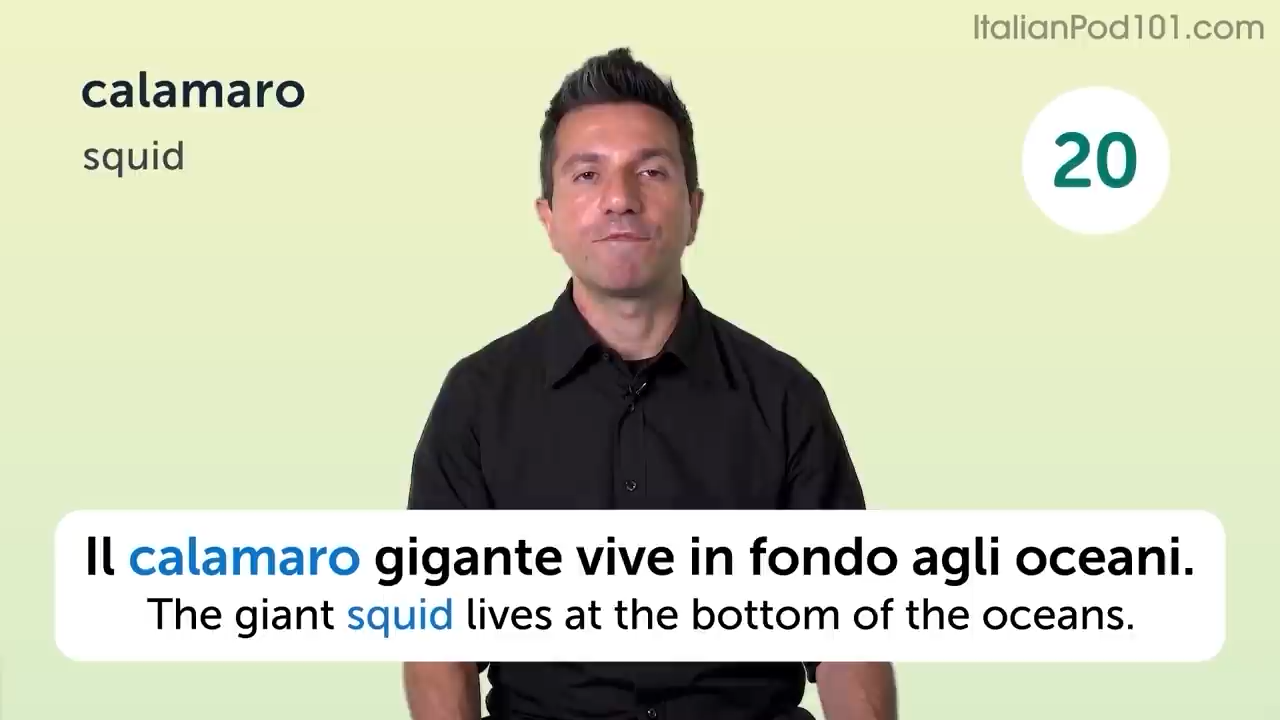 ItalianPod101.com
calamaro
squid
20
Il calamaro gigante vive in fondo agli oceani.
The giant squid lives at the bottom of the oceans.